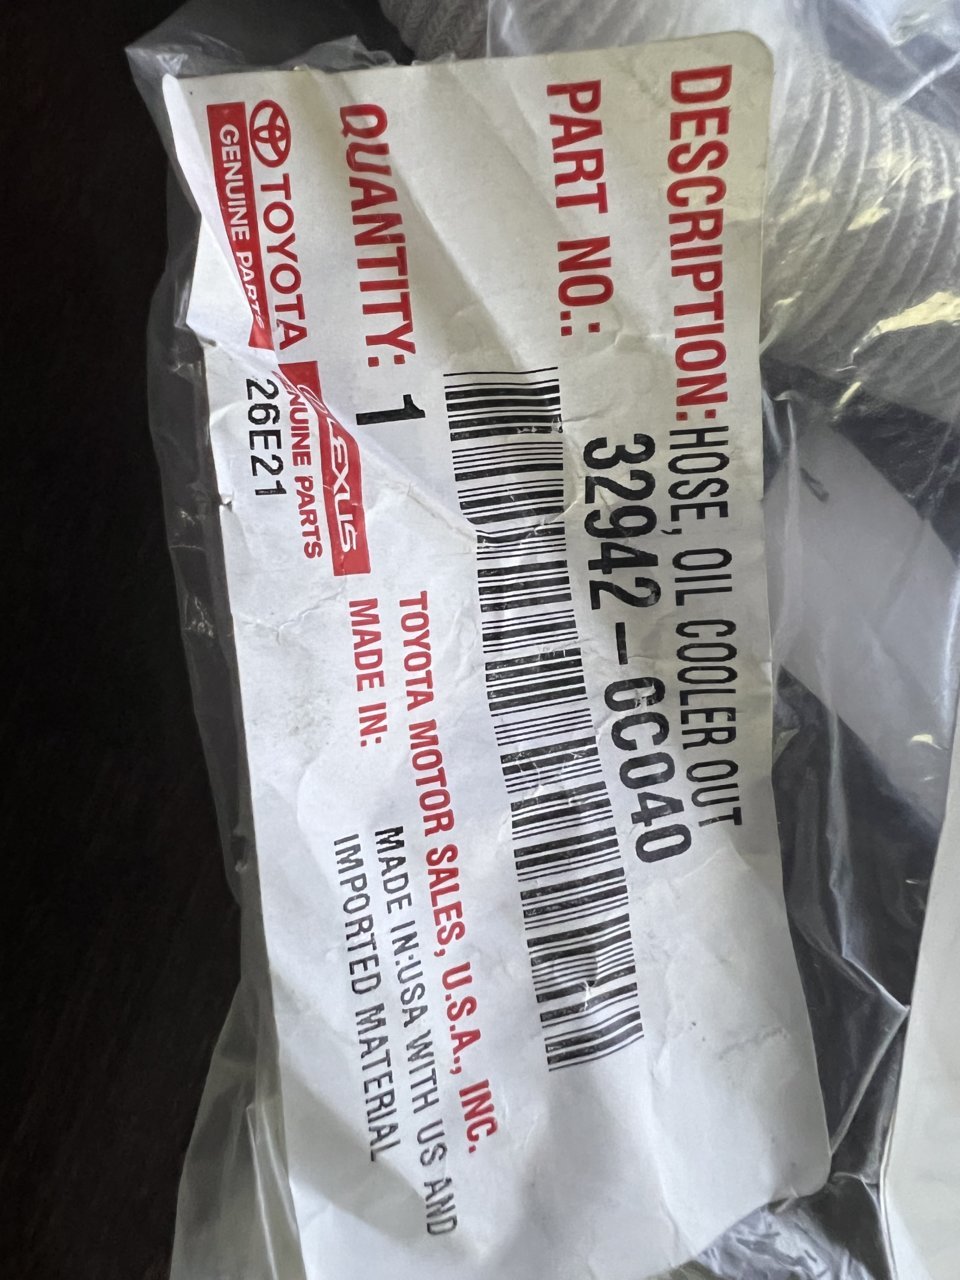 DESCRIPTION: HOSE, OIL COOLER OUT
PART NO.: 32942-0C040
QUANTITY: 1
TOYOTA MOTOR SALES, U.S.A., INC.
MADE IN:
MADE IN:USA WITH US AND
IMPORTED MATERIAL
TOYOTA
GENUINE PARTS
LEXUS
GENUINE PARTS
26E21